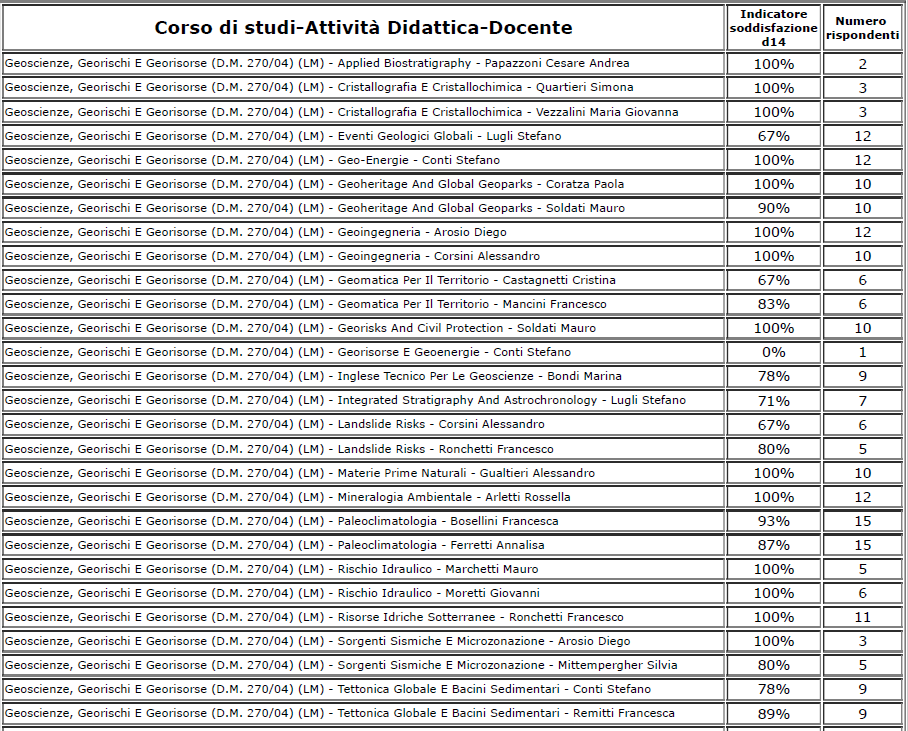 Corso di studi-Attività Didattica-Docente Indicatore soddisfazione d14 Numero rispondenti
Geoscienze, Georischi E Georisorse (D.M. 270/04) (LM) - Applied Biostratigraphy - Papazzoni Cesare Andrea 100% 2
Geoscienze, Georischi E Georisorse (D.M. 270/04) (LM) - Cristallografia E Cristallochimica - Quartieri Simona 100% 3
Geoscienze, Georischi E Georisorse (D.M. 270/04) (LM) - Cristallografia E Cristallochimica - Vezzalini Maria Giovanna 100% 3
Geoscienze, Georischi E Georisorse (D.M. 270/04) (LM) - Eventi Geologici Globali - Lugli Stefano 67% 12
Geoscienze, Georischi E Georisorse (D.M. 270/04) (LM) - Geo-Energie - Conti Stefano 100% 12
Geoscienze, Georischi E Georisorse (D.M. 270/04) (LM) - Geoheritage And Global Geoparks - Coratza Paola 100% 10
Geoscienze, Georischi E Georisorse (D.M. 270/04) (LM) - Geoheritage And Global Geoparks - Soldati Mauro 90% 10
Geoscienze, Georischi E Georisorse (D.M. 270/04) (LM) - Geoingegneria - Arosio Diego 100% 12
Geoscienze, Georischi E Georisorse (D.M. 270/04) (LM) - Geoingegneria - Corsini Alessandro 100% 10
Geoscienze, Georischi E Georisorse (D.M. 270/04) (LM) - Geomatica Per Il Territorio - Castagnetti Cristina 67% 6
Geoscienze, Georischi E Georisorse (D.M. 270/04) (LM) - Geomatica Per Il Territorio - Mancini Francesco 83% 6
Geoscienze, Georischi E Georisorse (D.M. 270/04) (LM) - Georisks And Civil Protection - Soldati Mauro 100% 10
Geoscienze, Georischi E Georisorse (D.M. 270/04) (LM) - Georisorse E Geoenergie - Conti Stefano 0% 1
Geoscienze, Georischi E Georisorse (D.M. 270/04) (LM) - Inglese Tecnico Per Le Geoscienze - Bondi Marina 78% 9
Geoscienze, Georischi E Georisorse (D.M. 270/04) (LM) - Integrated Stratigraphy And Astrochronology - Lugli Stefano 71% 7
Geoscienze, Georischi E Georisorse (D.M. 270/04) (LM) - Landslide Risks - Corsini Alessandro 67% 6
Geoscienze, Georischi E Georisorse (D.M. 270/04) (LM) - Landslide Risks - Ronchetti Francesco 80% 5
Geoscienze, Georischi E Georisorse (D.M. 270/04) (LM) - Materie Prime Naturali - Gualtieri Alessandro 100% 10
Geoscienze, Georischi E Georisorse (D.M. 270/04) (LM) - Mineralogia Ambientale - Arletti Rossella 100% 12
Geoscienze, Georischi E Georisorse (D.M. 270/04) (LM) - Paleoclimatologia - Bosellini Francesca 93% 15
Geoscienze, Georischi E Georisorse (D.M. 270/04) (LM) - Paleoclimatologia - Ferretti Annalisa 87% 15
Geoscienze, Georischi E Georisorse (D.M. 270/04) (LM) - Rischio Idraulico - Marchetti Mauro 100% 5
Geoscienze, Georischi E Georisorse (D.M. 270/04) (LM) - Rischio Idraulico - Moretti Giovanni 100% 6
Geoscienze, Georischi E Georisorse (D.M. 270/04) (LM) - Risorse Idriche Sotterranee - Ronchetti Francesco 100% 11
Geoscienze, Georischi E Georisorse (D.M. 270/04) (LM) - Sorgenti Sismiche E Microzonazione - Arosio Diego 100% 3
Geoscienze, Georischi E Georisorse (D.M. 270/04) (LM) - Sorgenti Sismiche E Microzonazione - Mittempergher Silvia 80% 5
Geoscienze, Georischi E Georisorse (D.M. 270/04) (LM) - Tettonica Globale E Bacini Sedimentari - Conti Stefano 78% 9
Geoscienze, Georischi E Georisorse (D.M. 270/04) (LM) - Tettonica Globale E Bacini Sedimentari - Remitti Francesca 89% 9